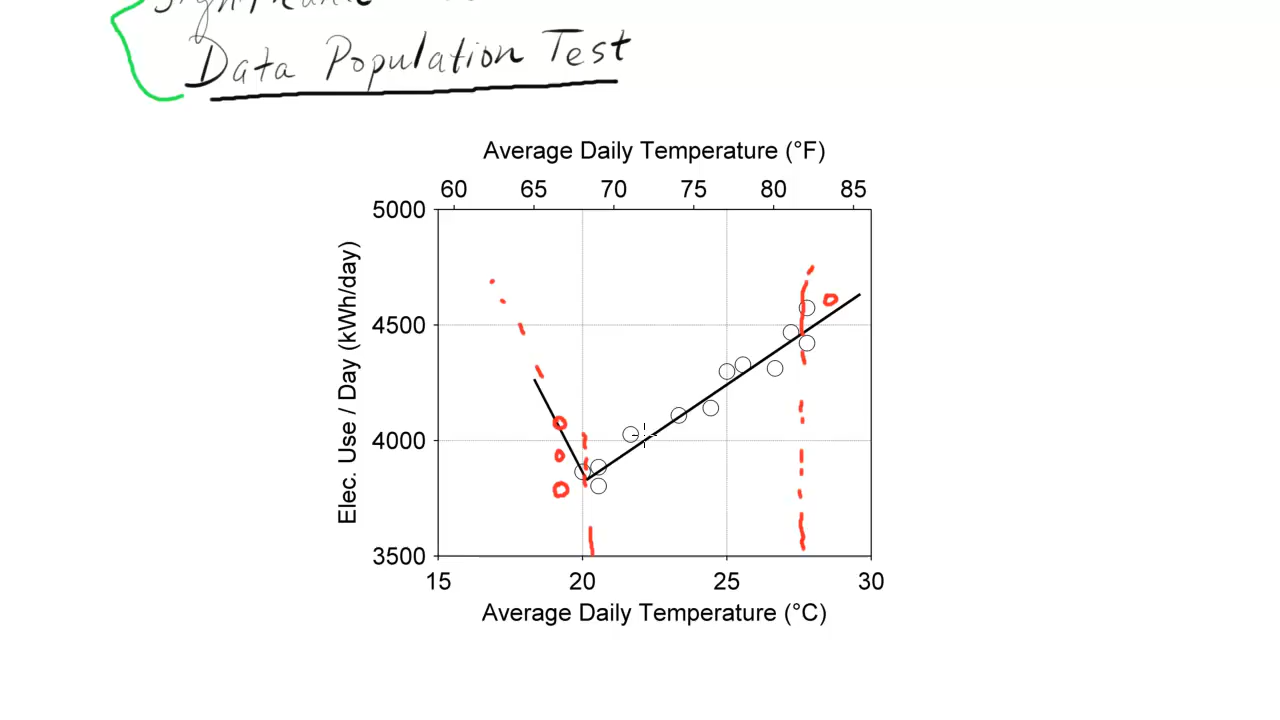 Data Population Test
Average Daily Temperature (°F)
60 65 70 75 80 85
5000
4500
4000
3500
Elec. Use / Day (kWh/day)
15 20 25 30
Average Daily Temperature (°C)